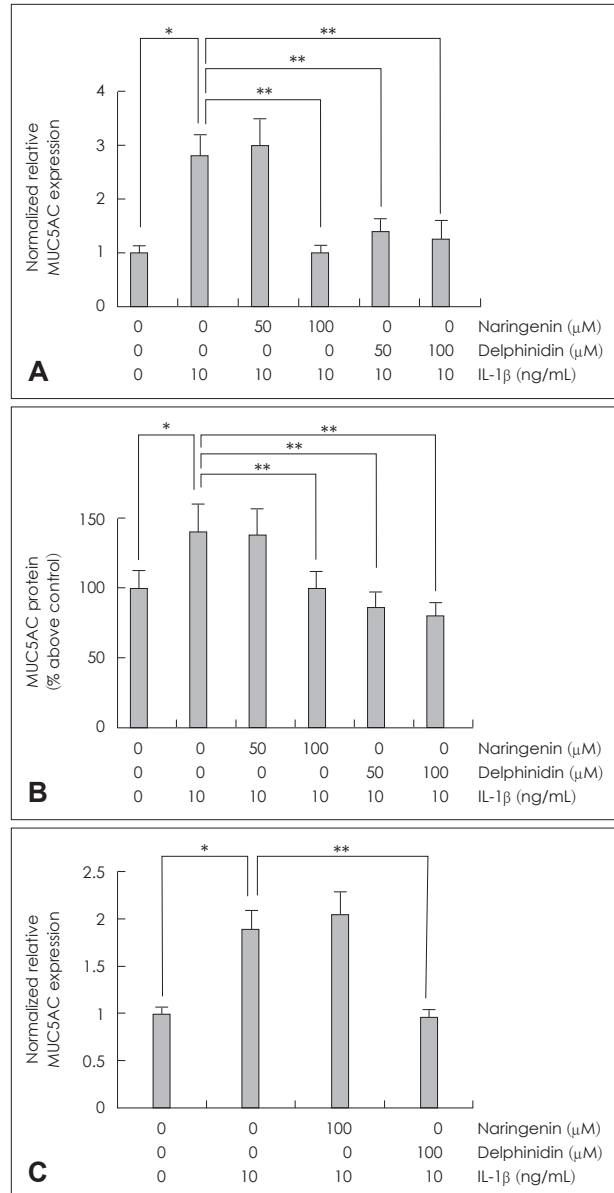 *
**
**
**
Normalized relative
MUC5AC expression
4
3
2
1
0
0 0 50 100 0 0 Naringenin (μM)
0 0 0 0 50 100 Delphinidin (μM)
0 10 10 10 10 10 IL-1β (ng/mL)
A
*
**
**
**
MUC5AC protein
(% above control)
150
100
50
0
0 0 50 100 0 0 Naringenin (μM)
0 0 0 0 50 100 Delphinidin (μM)
0 10 10 10 10 10 IL-1β (ng/mL)
B
*
**
Normalized relative
MUC5AC expression
2.5
2
1.5
1
0.5
0
0 0 100 0 Naringenin (μM)
0 0 0 100 Delphinidin (μM)
0 10 10 10 IL-1β (ng/mL)
C